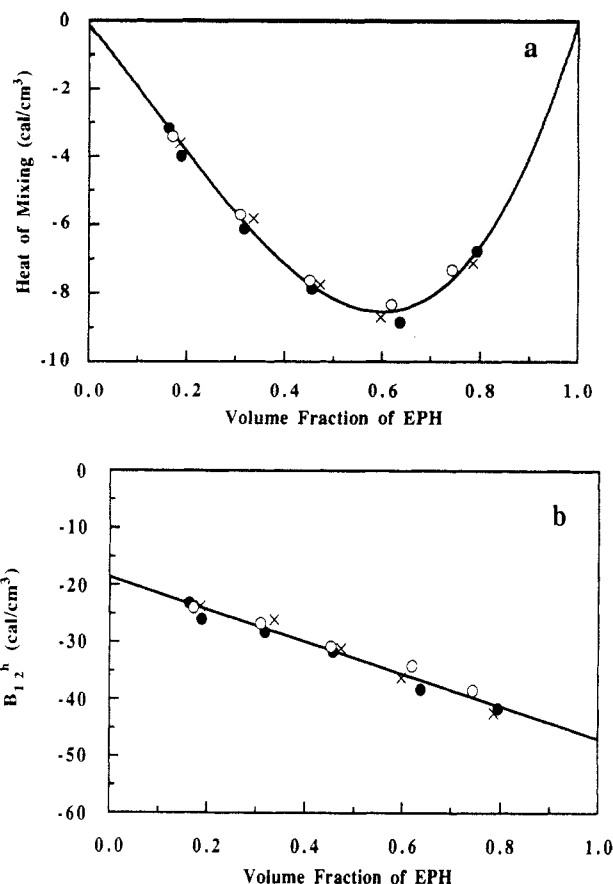 a
0
-2
-4
-6
-8
-10
Heat of Mixing (cal/cm³)
0.0 0.2 0.4 0.6 0.8 1.0
Volume Fraction of EPH
b
0
-10
-20
-30
-40
-50
-60
B₁₂ʰ (cal/cm³)
0.0 0.2 0.4 0.6 0.8 1.0
Volume Fraction of EPH